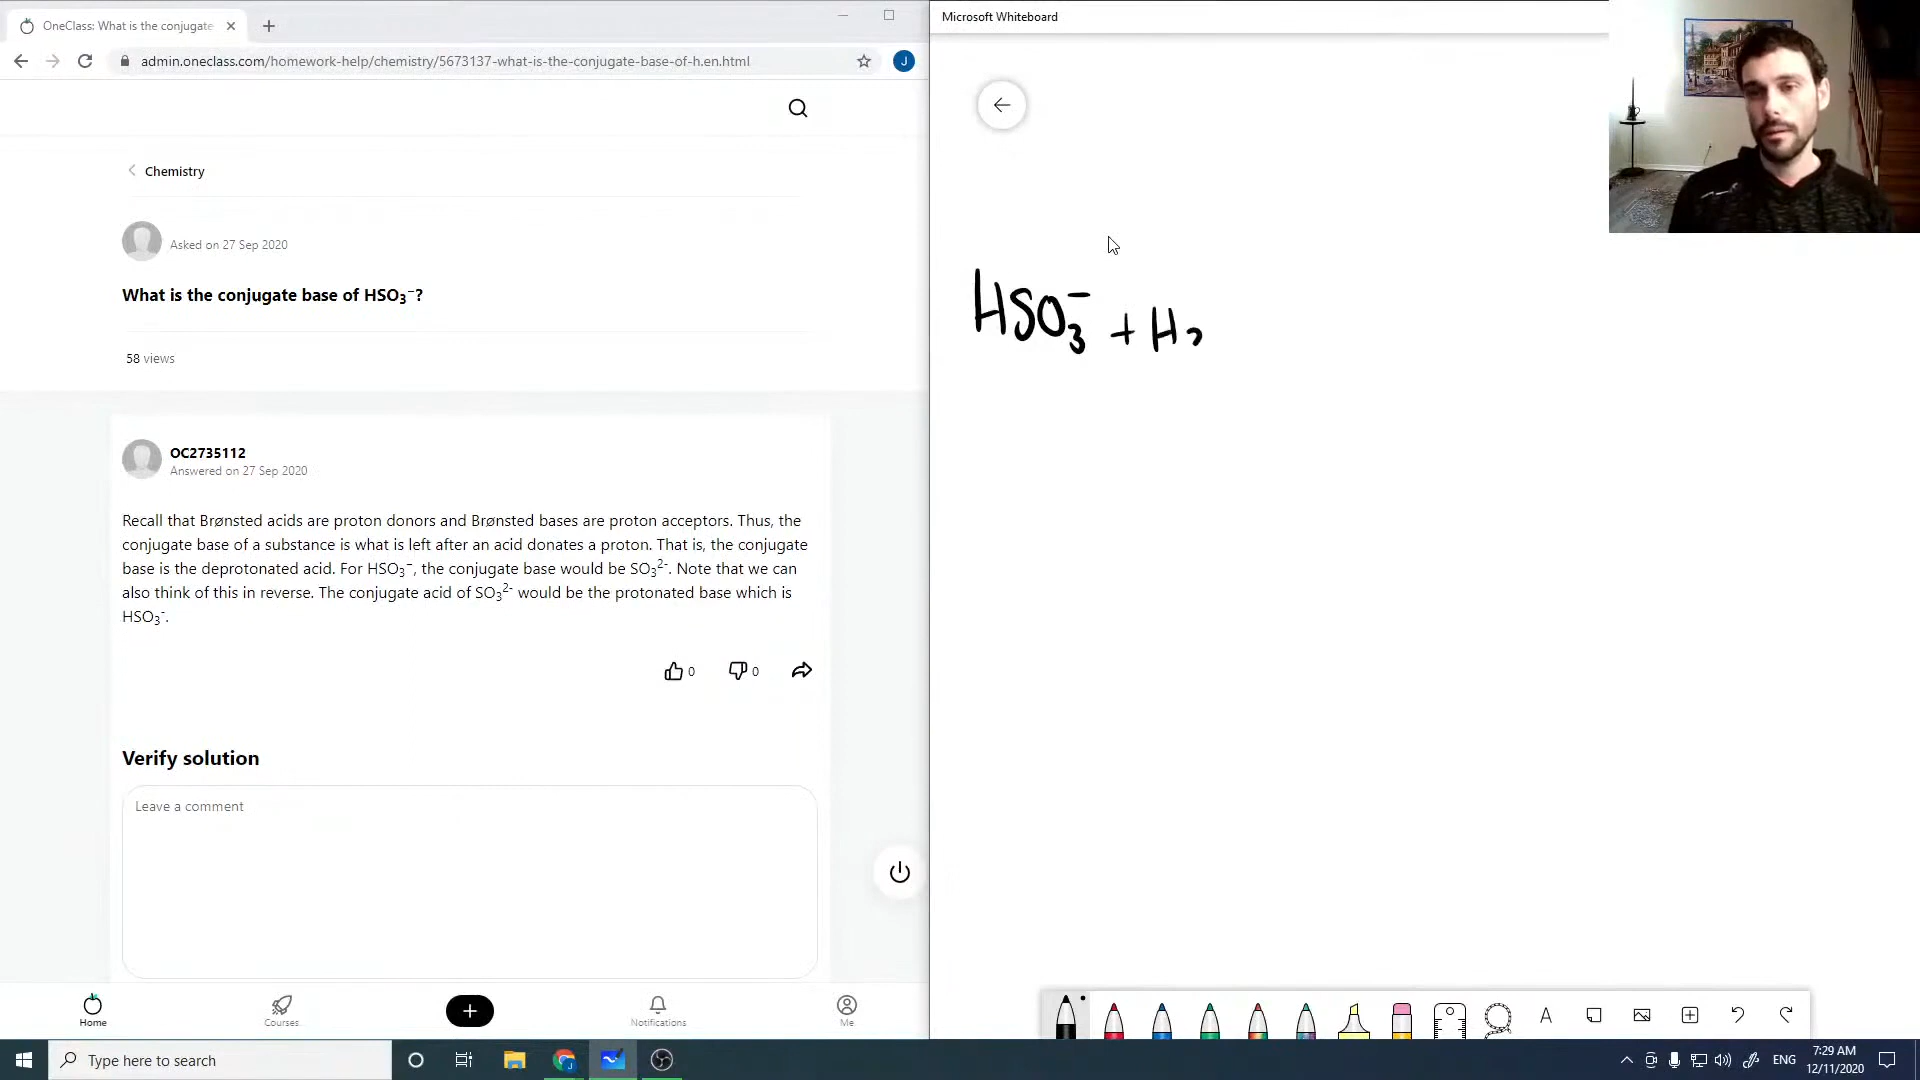 OneClass: What is the conjugate
Microsoft Whiteboard
admin.oneclass.com/homework-help/chemistry/5673137-what-is-the-conjugate-base-of-h.en.html
J
Chemistry
Asked on 27 Sep 2020
What is the conjugate base of HSO₃⁻?
58 views
OC2735112
Answered on 27 Sep 2020
Recall that Brønsted acids are proton donors and Brønsted bases are proton acceptors. Thus, the
conjugate base of a substance is what is left after an acid donates a proton. That is, the conjugate
base is the deprotonated acid. For HSO₃⁻, the conjugate base would be SO₃²⁻. Note that we can
also think of this in reverse. The conjugate acid of SO₃²⁻ would be the protonated base which is
HSO₃⁻.
0
0
Verify solution
Leave a comment
Home
Courses
Notifications
Me
HSO₃⁻ + H₂
A
Type here to search
ENG
7:29 AM
12/11/2020